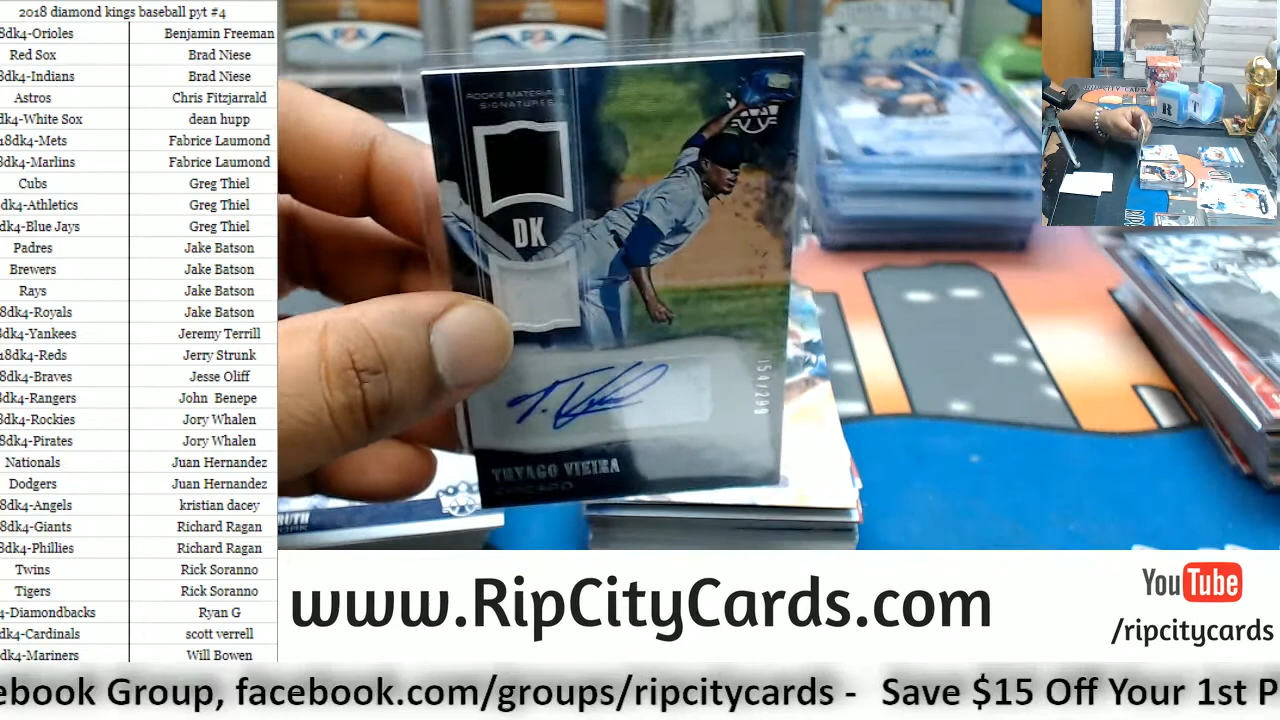 2018 diamond kings baseball pyt #4
8dk4-Orioles Benjamin Freeman
Red Sox Brad Niese
8dk4-Indians Brad Niese
Astros Chris Fitzjarrald
dk4-White Sox dean hupp
18dk4-Mets Fabrice Laumond
8dk4-Marlins Fabrice Laumond
Cubs Greg Thiel
dk4-Athletics Greg Thiel
dk4-Blue Jays Greg Thiel
Padres Jake Batson
Brewers Jake Batson
Rays Jake Batson
8dk4-Royals Jake Batson
8dk4-Yankees Jeremy Terrill
18dk4-Reds Jerry Strunk
8dk4-Braves Jesse Oliff
8dk4-Rangers John Benepe
8dk4-Rockies Jory Whalen
8dk4-Pirates Jory Whalen
Nationals Juan Hernandez
Dodgers Juan Hernandez
8dk4-Angels kristian dacey
8dk4-Giants Richard Ragan
8dk4-Phillies Richard Ragan
Twins Rick Soranno
Tigers Rick Soranno
4-Diamondbacks Ryan G
dk4-Cardinals scott verrell
dk4-Mariners Will Bowen
ROOKIE MATERIAL
SIGNATURES
DK
154/299
T. V
THYAGO VIEIRA
RUTH
RIP CITY CARD
R T
www.RipCityCards.com
YouTube
/ripcitycards
ebook Group, facebook.com/groups/ripcitycards - Save $15 Off Your 1st P